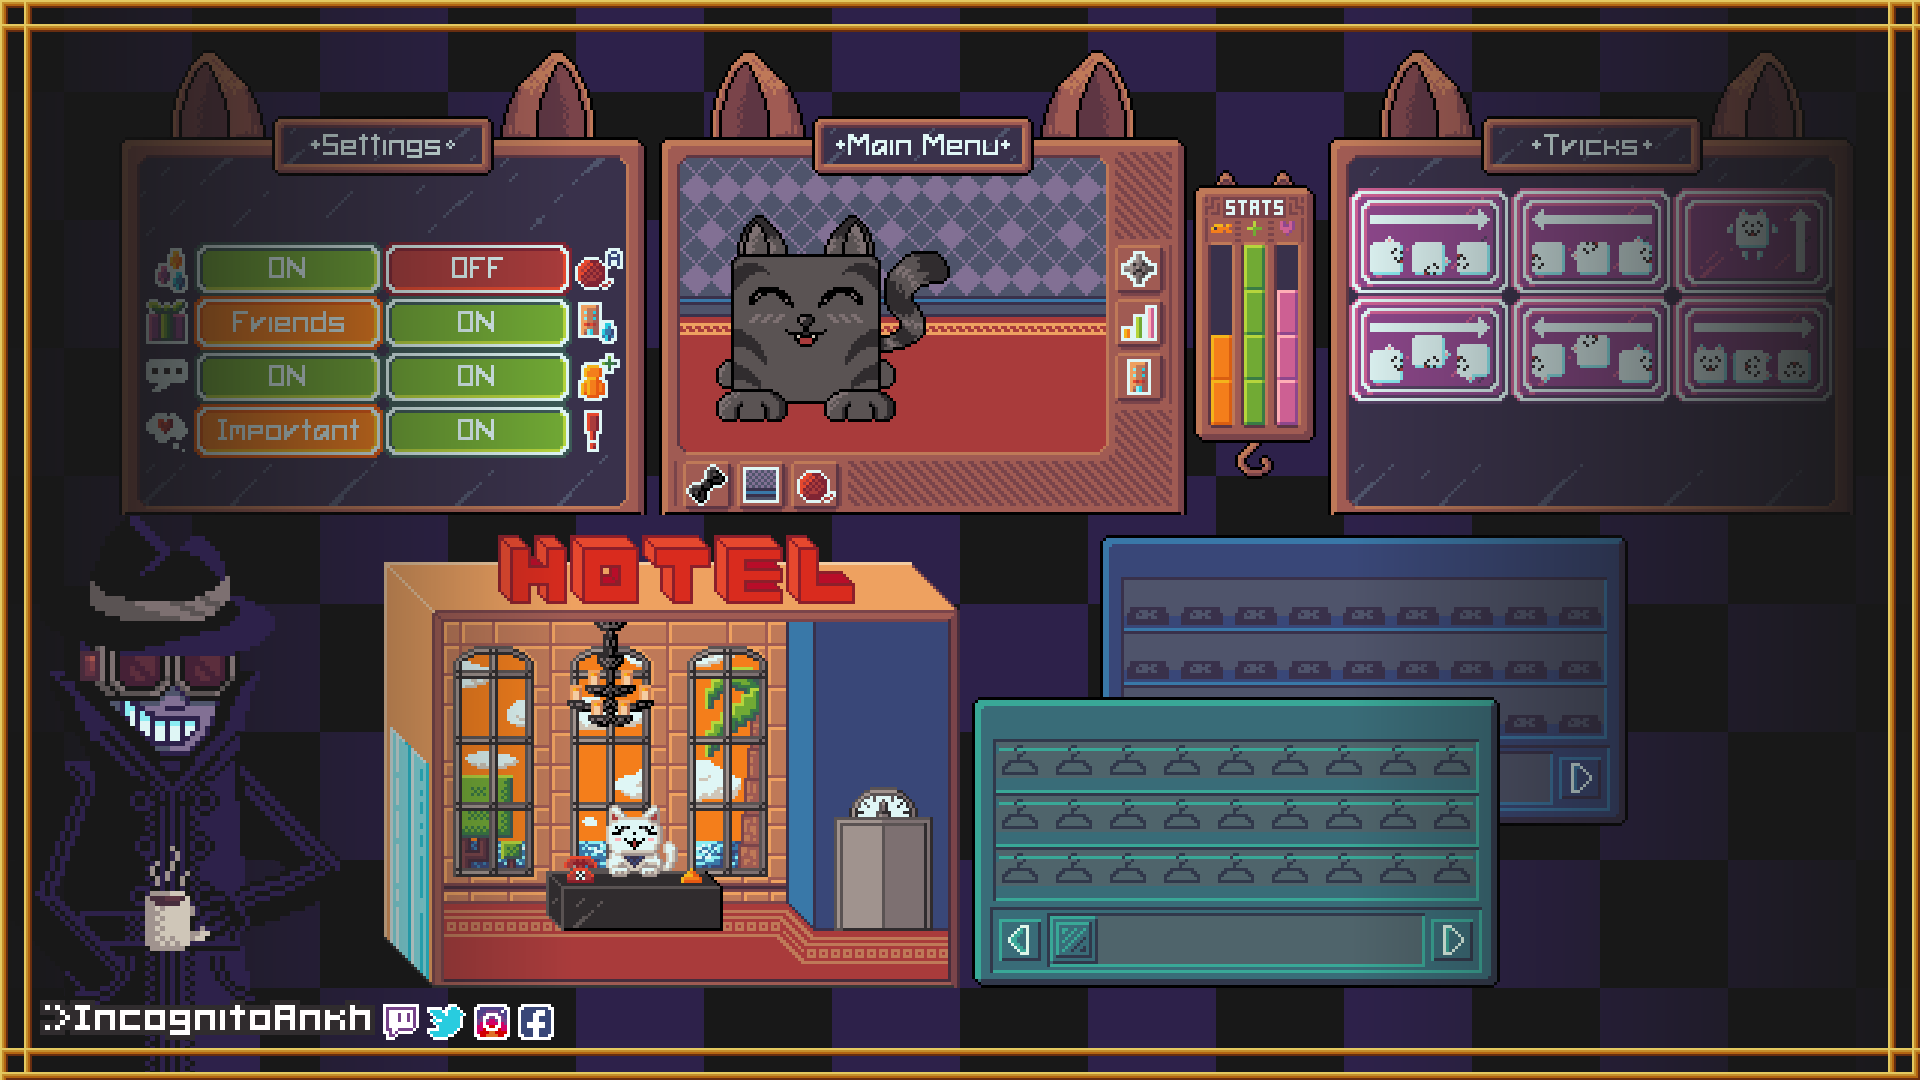 Settings
Main Menu
STATS
Tricks
ON OFF
Friends ON
ON ON
Important ON
A
HOTEL
:>IncognitoAnkh